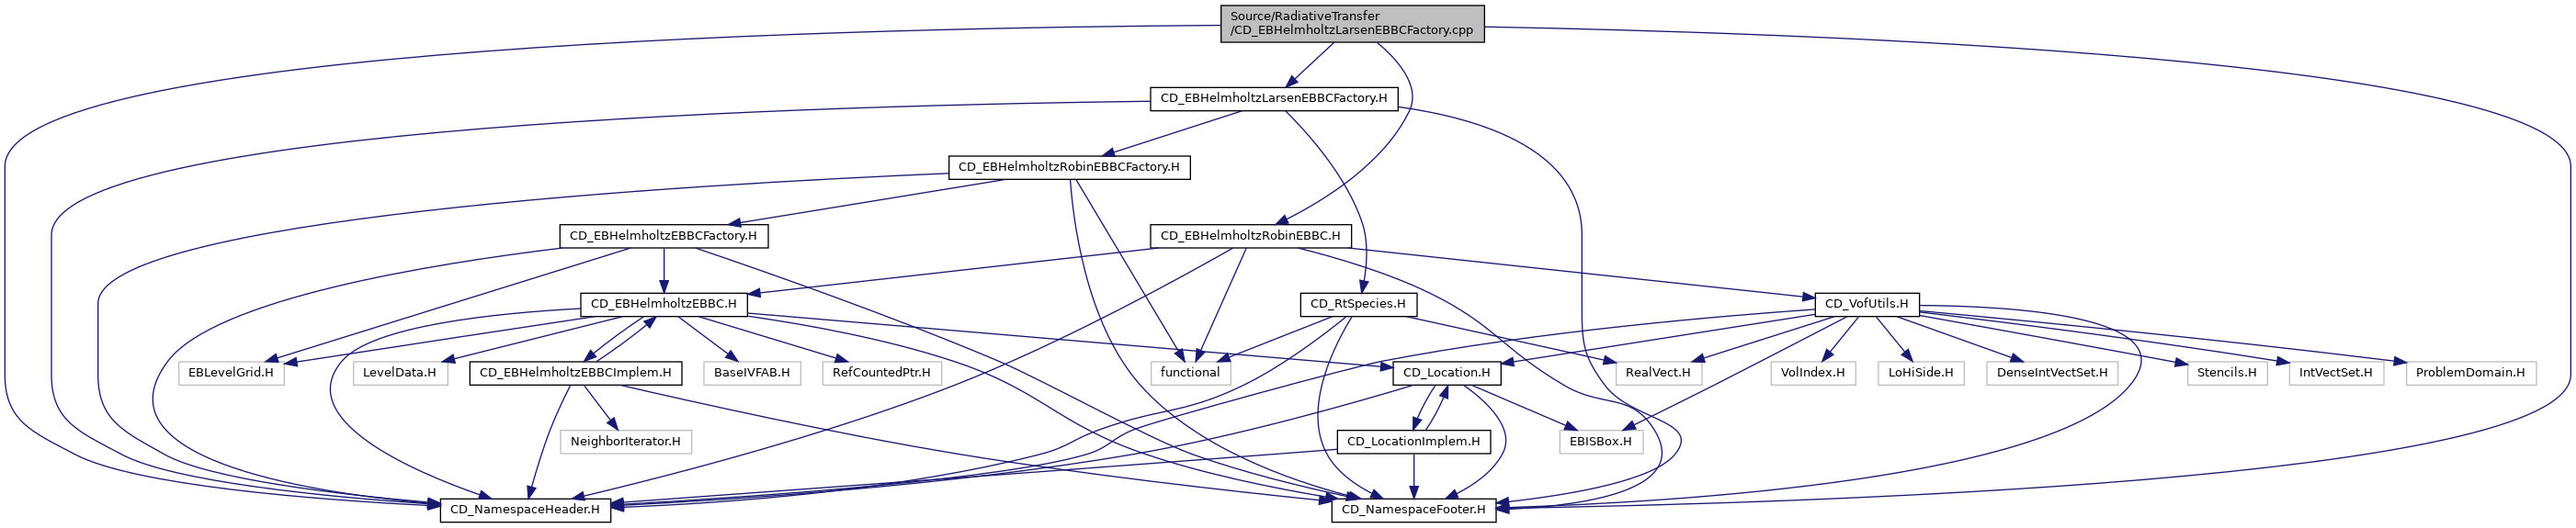 Source/RadiativeTransfer
/CD_EBHelmholtzLarsenEBBCFactory.cpp
CD_EBHelmholtzLarsenEBBCFactory.H
CD_EBHelmholtzRobinEBBCFactory.H
CD_EBHelmholtzEBBCFactory.H
CD_EBHelmholtzRobinEBBC.H
CD_EBHelmholtzEBBC.H
CD_RtSpecies.H
CD_VofUtils.H
EBLevelGrid.H
LevelData.H
CD_EBHelmholtzEBBCImplem.H
BaseIVFAB.H
RefCountedPtr.H
functional
CD_Location.H
RealVect.H
VolIndex.H
LoHiSide.H
DenseIntVectSet.H
Stencils.H
IntVectSet.H
ProblemDomain.H
NeighborIterator.H
CD_LocationImplem.H
EBISBox.H
CD_NamespaceHeader.H
CD_NamespaceFooter.H